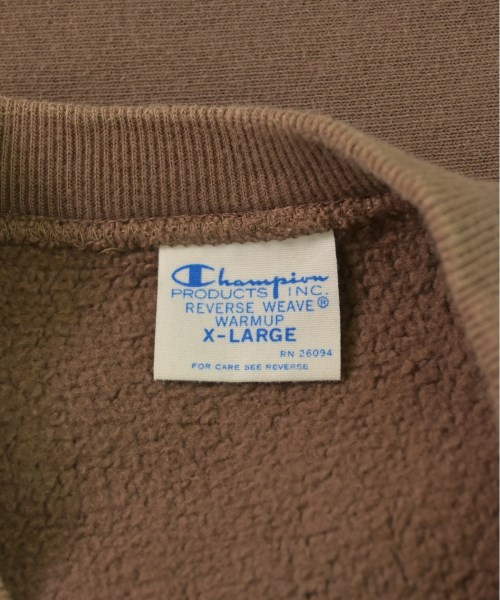 Champion
PRODUCTS INC.
REVERSE WEAVE®
WARMUP
X-LARGE
RN 26094
FOR CARE SEE REVERSE